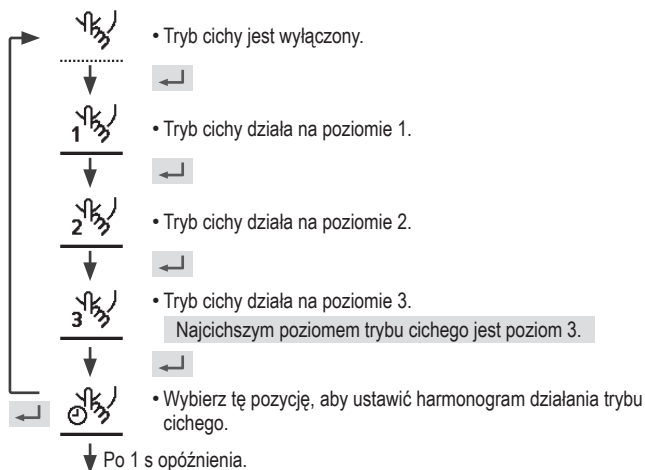 • Tryb cichy jest wyłączony.
1
• Tryb cichy działa na poziomie 1.
2
• Tryb cichy działa na poziomie 2.
3
• Tryb cichy działa na poziomie 3.
Najcichszym poziomem trybu cichego jest poziom 3.
• Wybierz tę pozycję, aby ustawić harmonogram działania trybu
cichego.
Po 1 s opóźnienia.